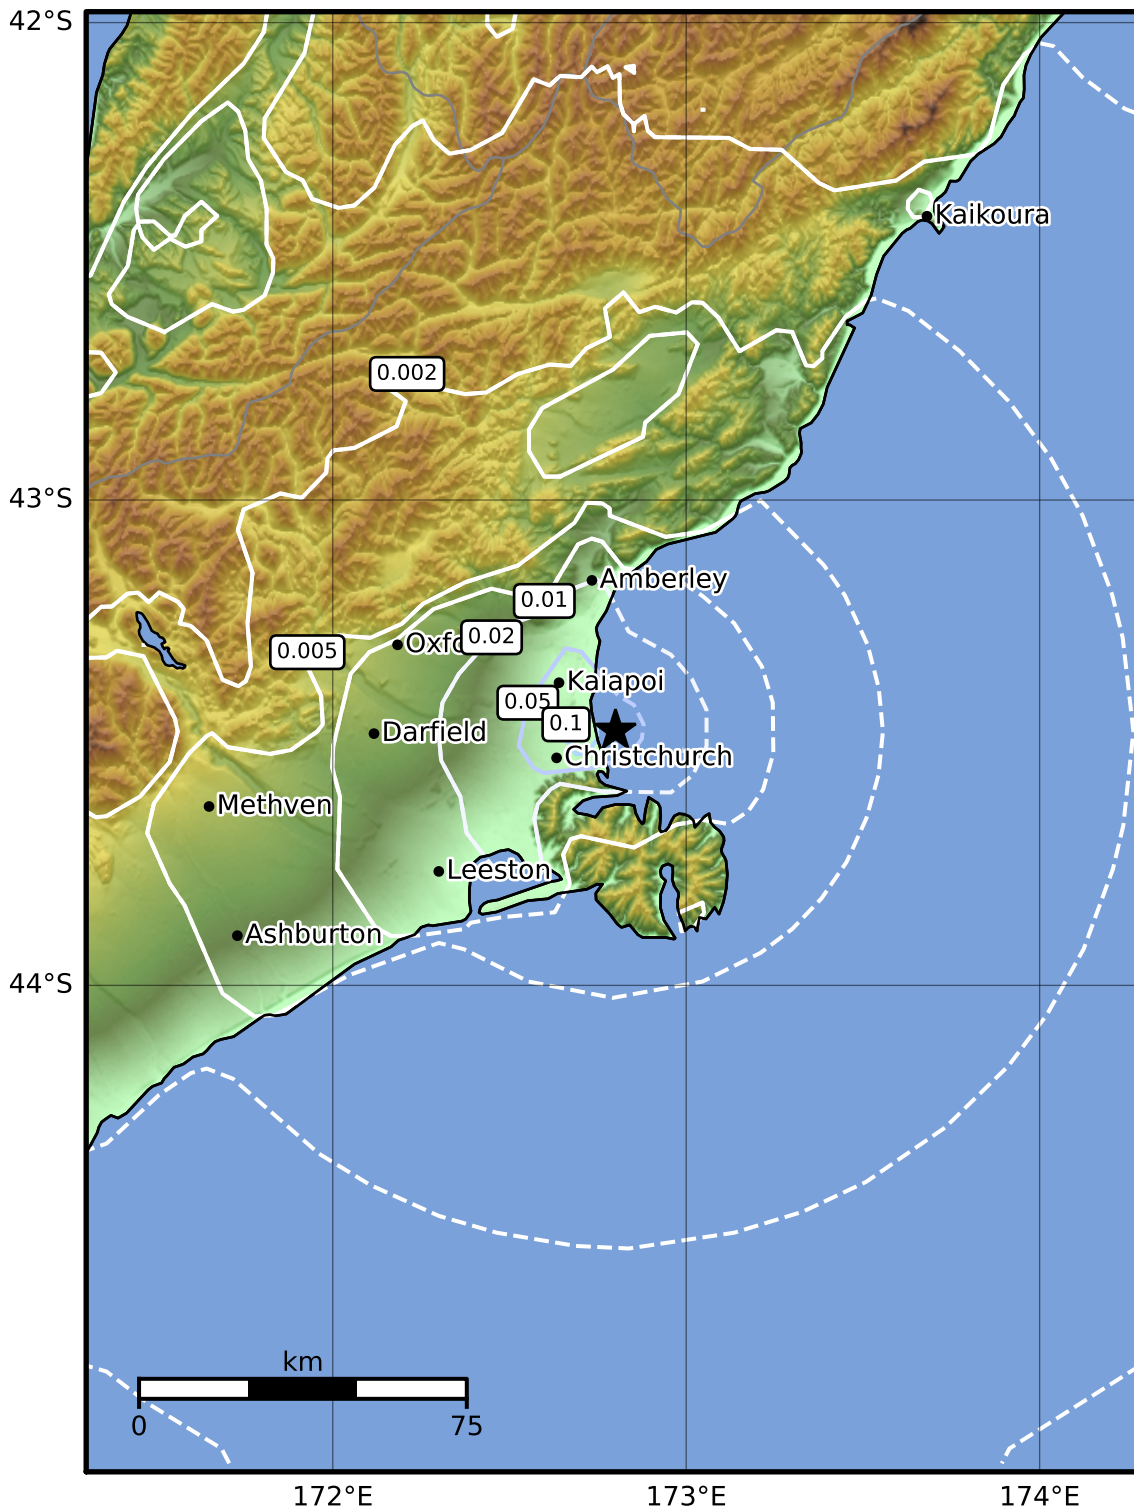 42°S
Kaikoura
0.002
43°S
Amberley
0.01
0.02
Oxfo
0.005
Kaiapoi
0.05
0.1
Darfield
Christchurch
Methven
Leeston
Ashburton
44°S
km
0 75
172°E 173°E 174°E